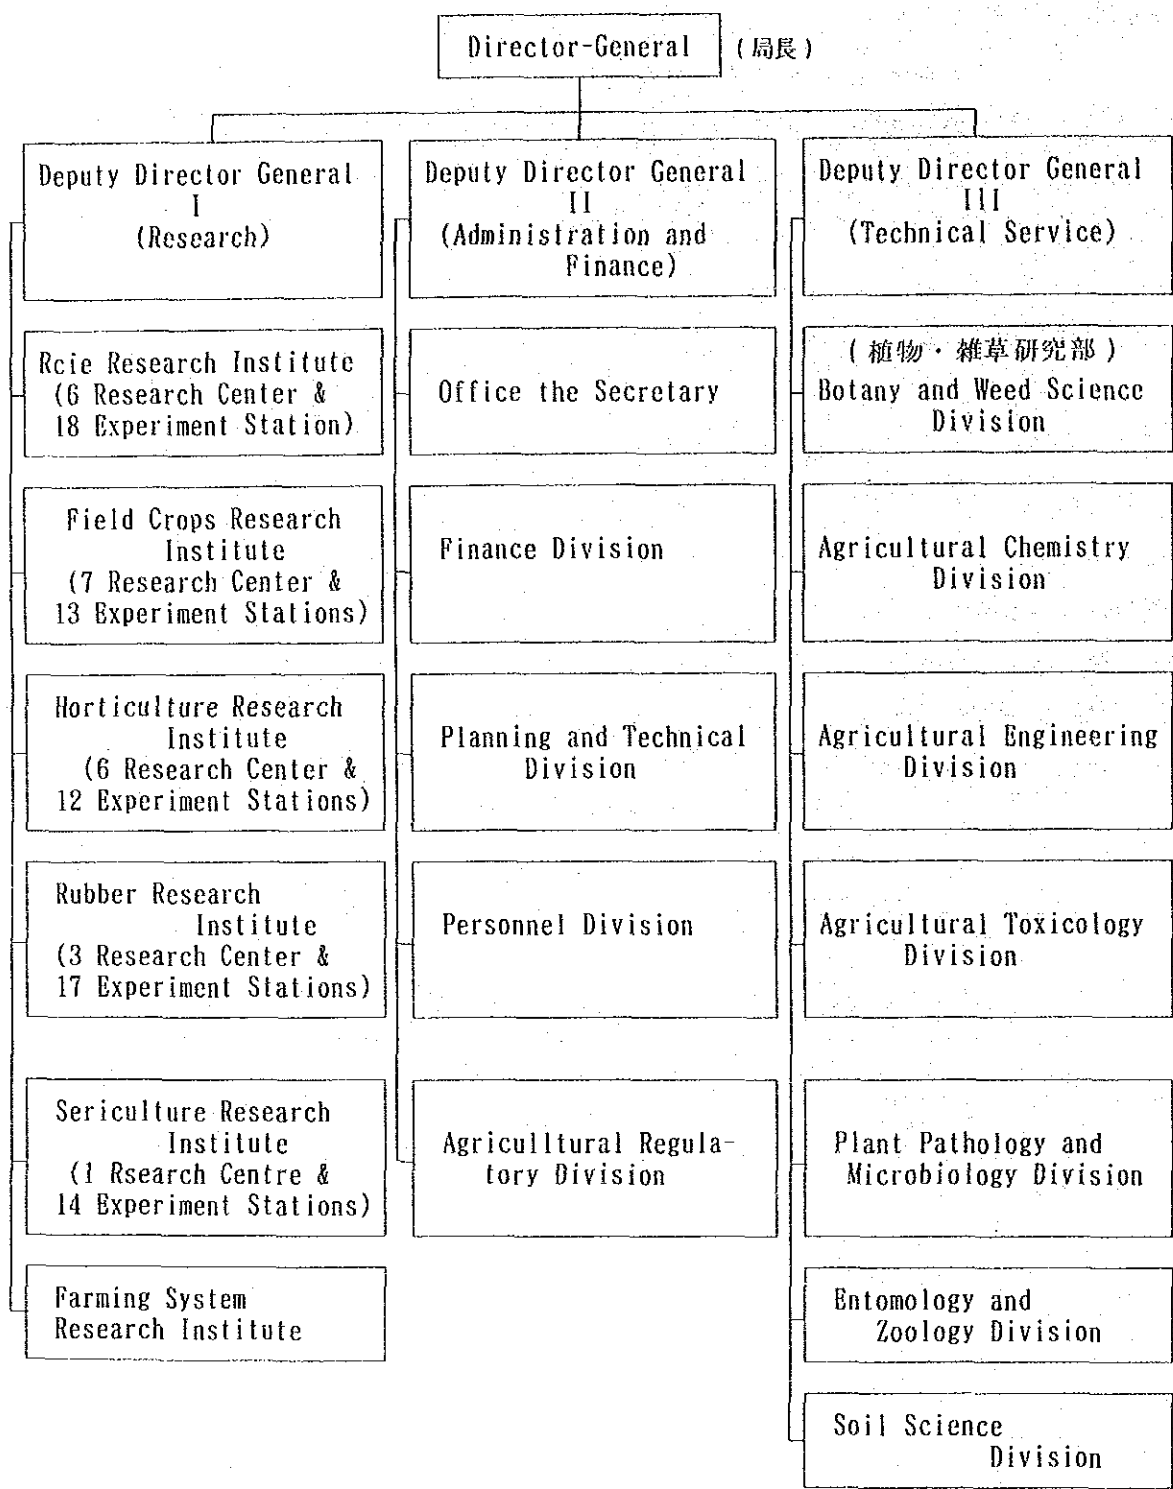 Director-General (局長)
Deputy Director General
I
(Research)
Rcie Research Institute
(6 Research Center &
18 Experiment Station)
Field Crops Research
Institute
(7 Research Center &
13 Experiment Stations)
Horticulture Research
Institute
(6 Research Center &
12 Experiment Stations)
Rubber Research
Institute
(3 Research Center &
17 Experiment Stations)
Sericulture Research
Institute
(1 Rsearch Centre &
14 Experiment Stations)
Farming System
Research Institute
Deputy Director General
II
(Administration and
Finance)
Office the Secretary
Finance Division
Planning and Technical
Division
Personnel Division
Agriculltural Regula-
tory Division
Deputy Director General
III
(Technical Service)
(植物・雑草研究部)
Botany and Weed Science
Division
Agricultural Chemistry
Division
Agricultural Engineering
Division
Agricultural Toxicology
Division
Plant Pathology and
Microbiology Division
Entomology and
Zoology Division
Soil Science
Division